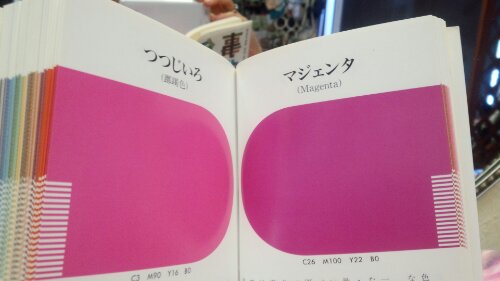 つつじいろ
(躑躅色)
C3 M90 Y16 B0
マジェンタ
(Magenta)
C26 M100 Y22 B0
事